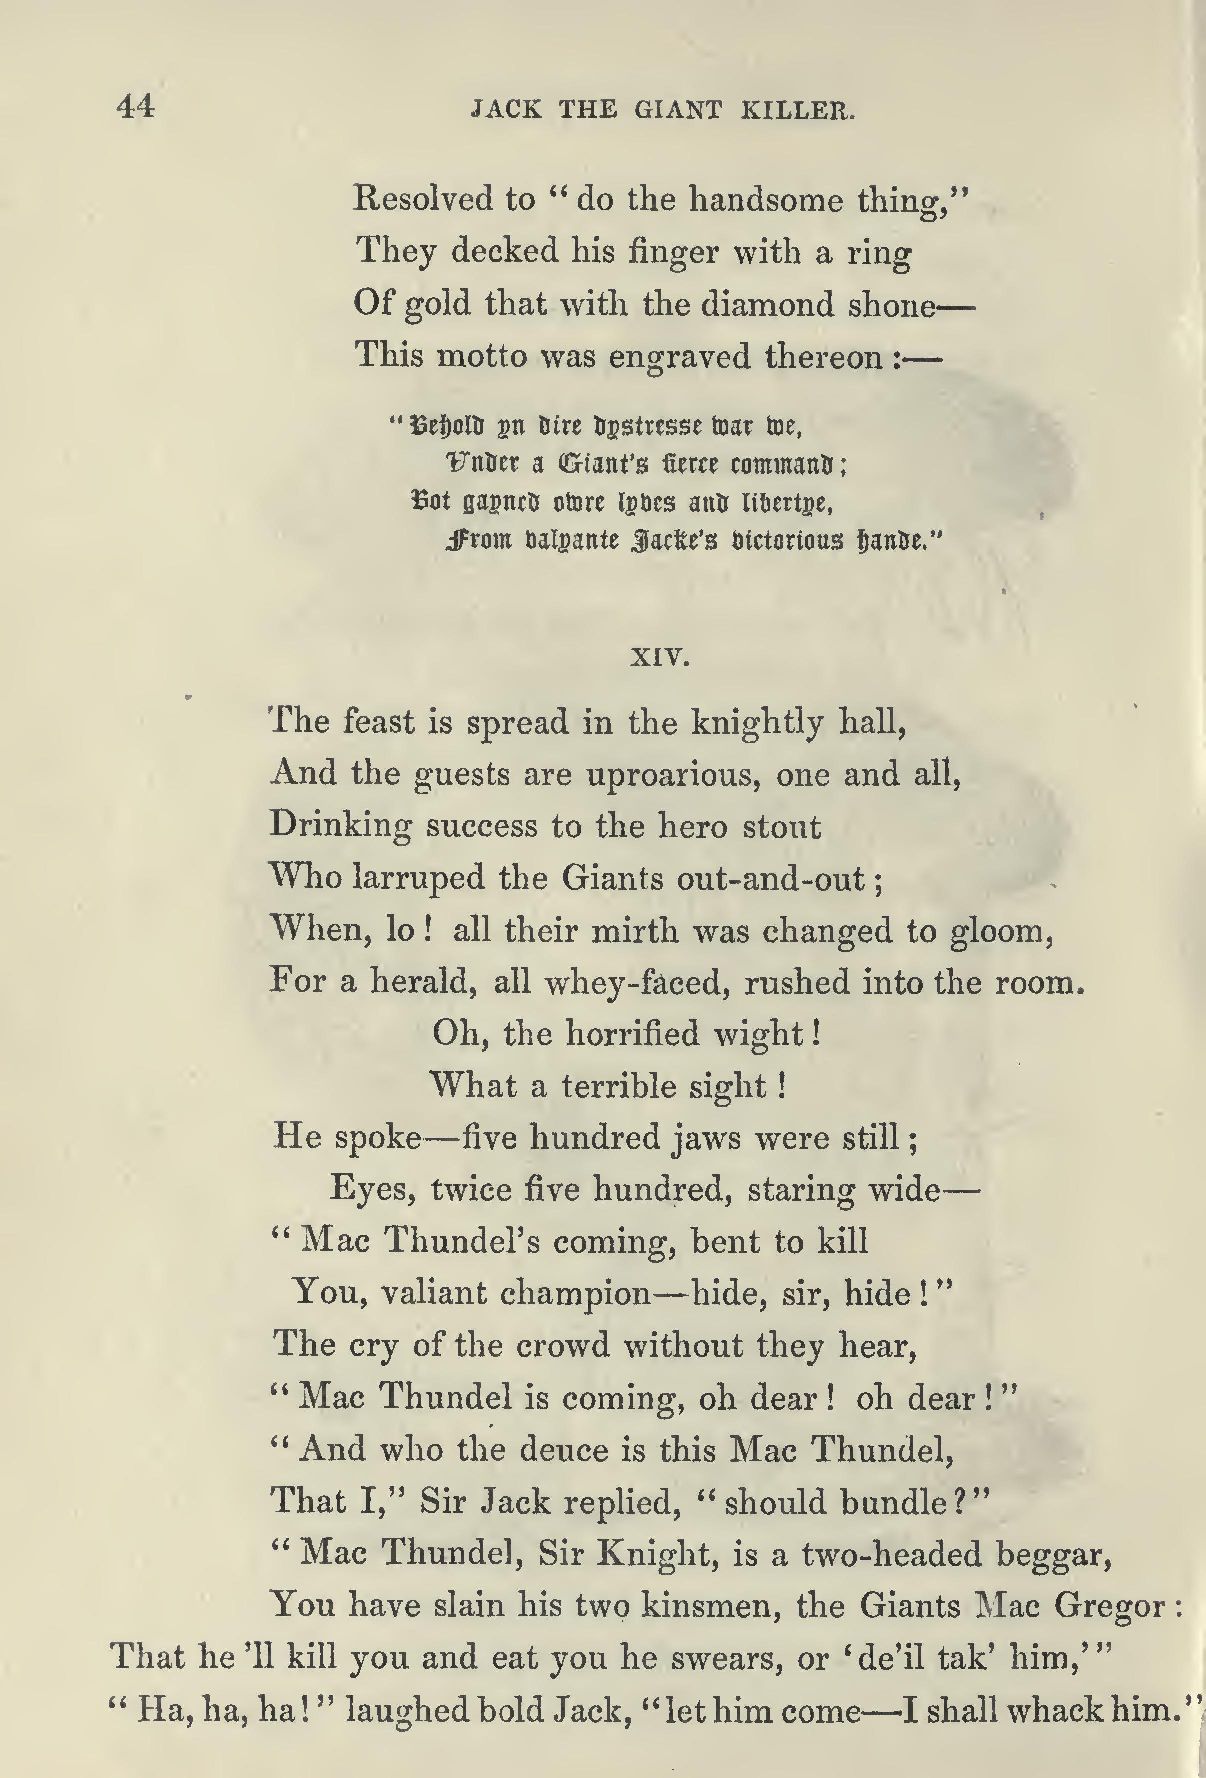 44 JACK THE GIANT KILLER.
Resolved to “ do the handsome thing,”
They decked his finger with a ring
Of gold that with the diamond shone—
This motto was engraved thereon :—
“ Behold yn dire dystresse war we,
Vnder a Giant’s fierce command ;
Bot gayned owre lyves and libertye,
From valyante Jacke’s victorious hande.”
XIV.
The feast is spread in the knightly hall,
And the guests are uproarious, one and all,
Drinking success to the hero stout
Who larruped the Giants out-and-out ;
When, lo ! all their mirth was changed to gloom,
For a herald, all whey-faced, rushed into the room.
Oh, the horrified wight !
What a terrible sight !
He spoke—five hundred jaws were still ;
Eyes, twice five hundred, staring wide—
“ Mac Thundel’s coming, bent to kill
You, valiant champion—hide, sir, hide ! ”
The cry of the crowd without they hear,
“ Mac Thundel is coming, oh dear ! oh dear ! ”
“ And who the deuce is this Mac Thundel,
That I,” Sir Jack replied, “ should bundle ? ”
“ Mac Thundel, Sir Knight, is a two-headed beggar,
You have slain his two kinsmen, the Giants Mac Gregor :
That he ’ll kill you and eat you he swears, or ‘ de’il tak’ him,’ ”
“ Ha, ha, ha ! ” laughed bold Jack, “ let him come—I shall whack him.”